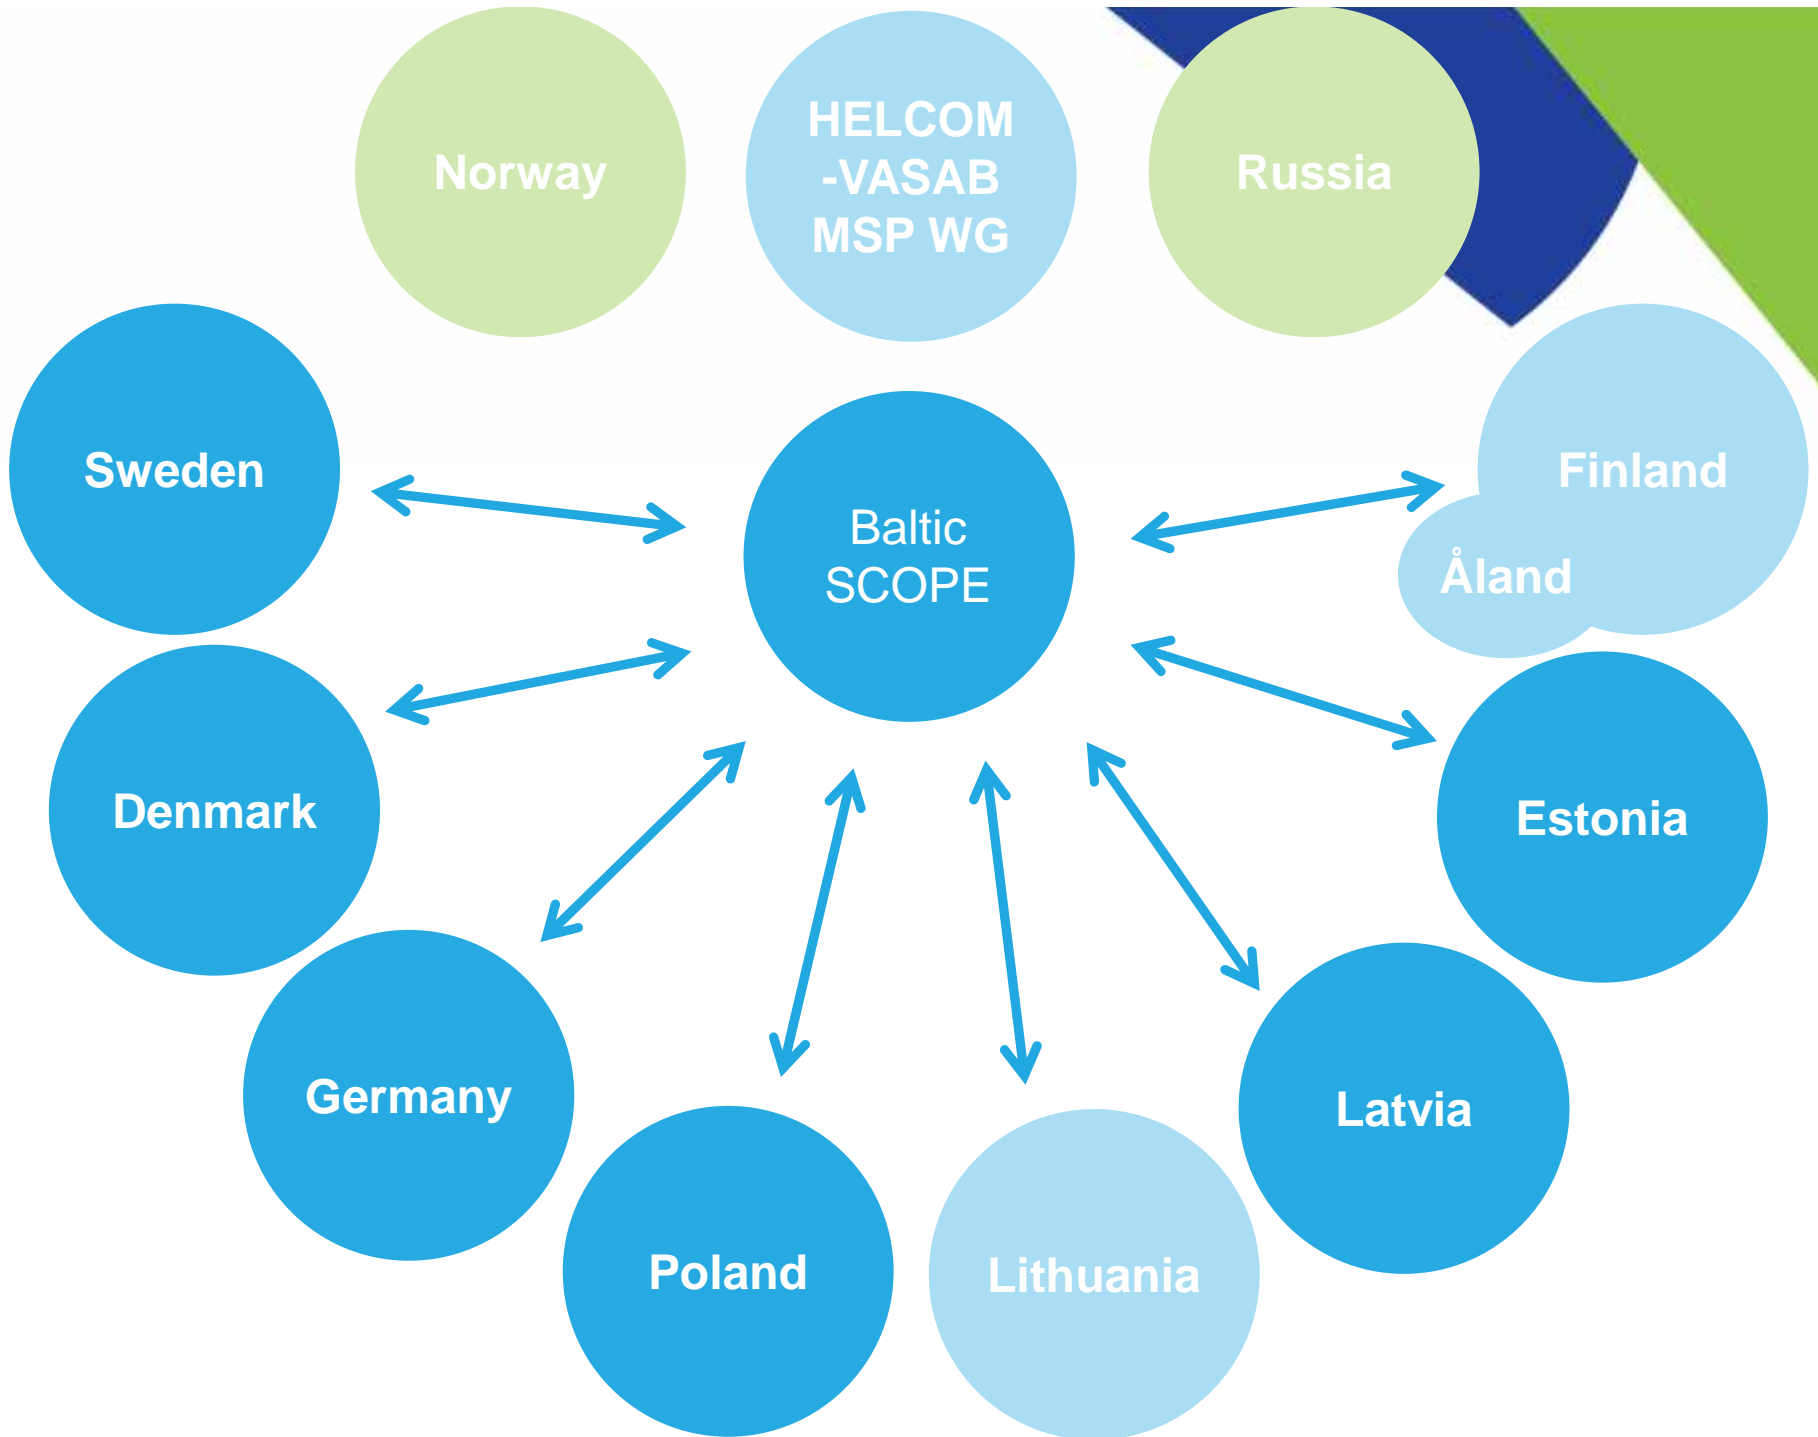 Norway
HELCOM
-VASAB
MSP WG
Russia
Sweden
Baltic
SCOPE
Finland
Åland
Denmark
Estonia
Germany
Latvia
Poland
Lithuania